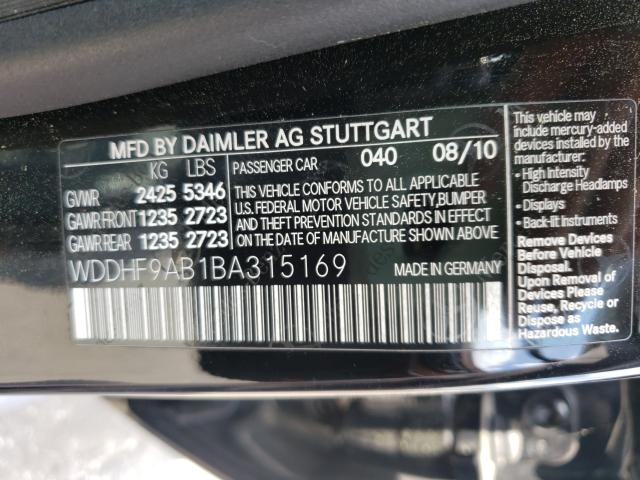 MFD BY DAIMLER AG STUTTGART
KG LBS PASSENGER CAR 040 08/10
GVWR 2425 5346
GAWR FRONT 1235 2723
GAWR REAR 1235 2723
THIS VEHICLE CONFORMS TO APPLICABLE
U.S. FEDERAL MOTOR VEHICLE SAFETY,BUMPER
AND THEFT PREVENTION STANDARDS IN EFFECT
ON THE DATE OF MANUFACTURE SHOWN ABOVE
WDDHF9AB1BA315169 MADE IN GERMANY
This vehicle may
include mercury-added
devices installed by the
manufacturer:
• High Intensity
Discharge Headlamps
• Displays
• Back-lit Instruments
Remove Devices
Before Vehicle
Disposal.
Upon Removal of
Devices Please
Reuse, Recycle or
Dispose as
Hazardous Waste.